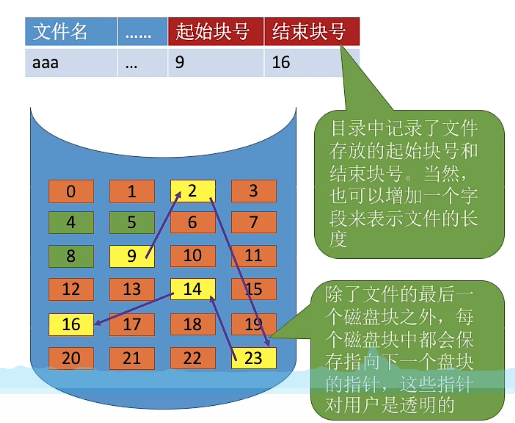 文件名 …… 起始块号 结束块号
aaa … 9 16
目录中记录了文件
存放的起始块号和
结束块号。当然，
也可以增加一个字
段来表示文件的长
度
0 1 2 3
4 5 6 7
8 9 10 11
12 13 14 15
16 17 18 19
20 21 22 23
除了文件的最后一
个磁盘块之外，每
个磁盘块中都会保
存指向下一个盘块
的指针，这些指针
对用户是透明的